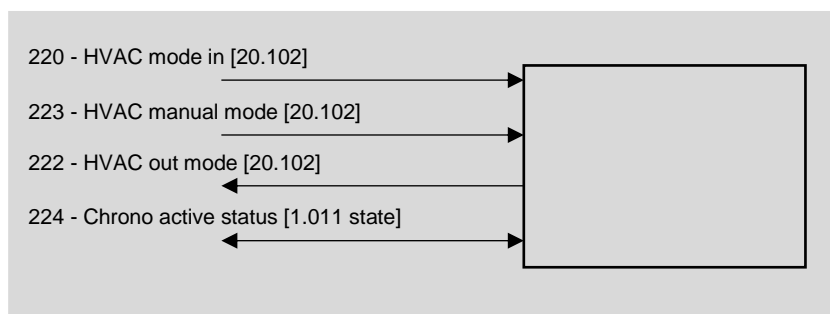 220 - HVAC mode in [20.102]
223 - HVAC manual mode [20.102]
222 - HVAC out mode [20.102]
224 - Chrono active status [1.011 state]